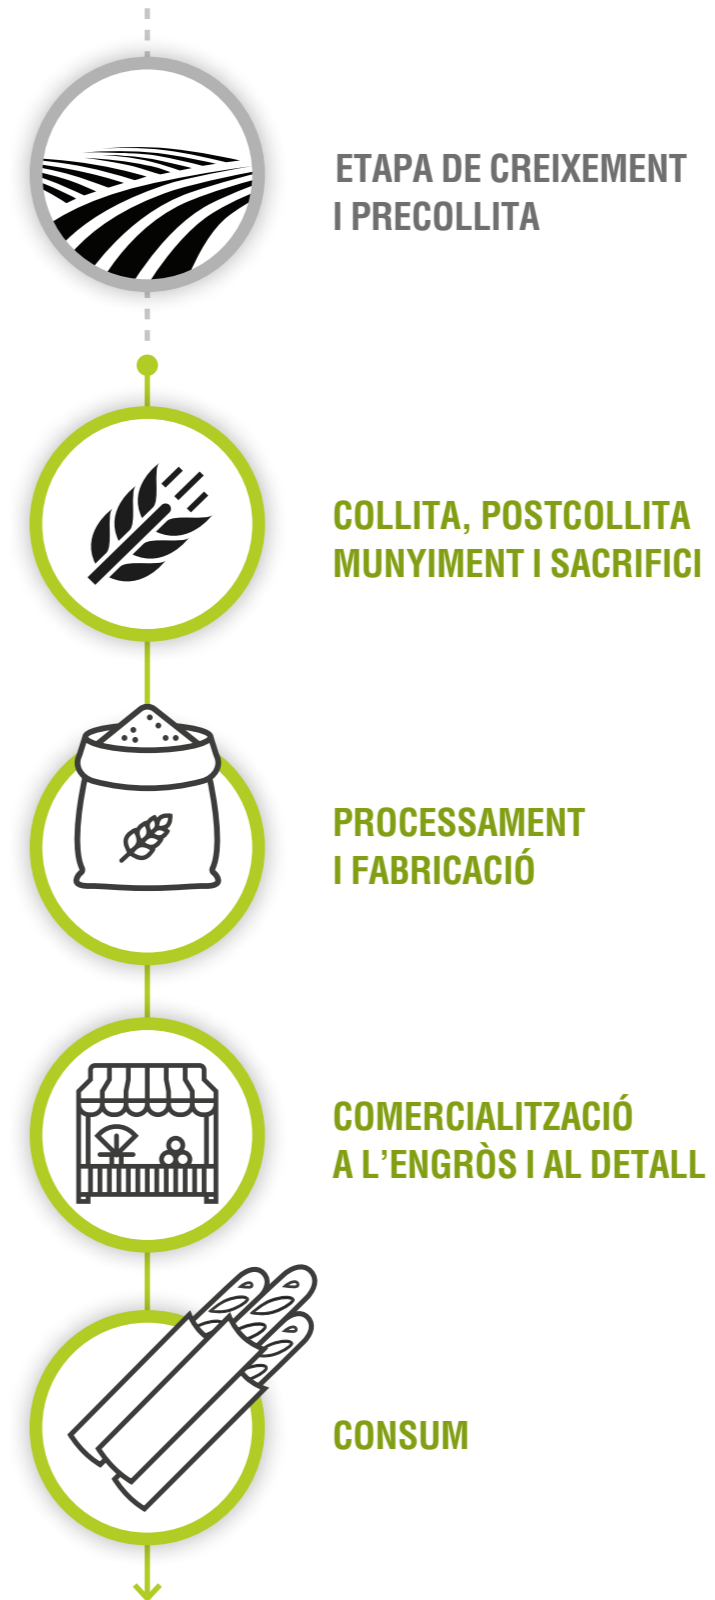 ETAPA DE CREIXEMENT
I PRECOLLITA
COLLITA, POSTCOLLITA
MUNYIMENT I SACRIFICI
PROCESSAMENT
I FABRICACIÓ
COMERCIALITZACIÓ
A L’ENGRÒS I AL DETALL
CONSUM